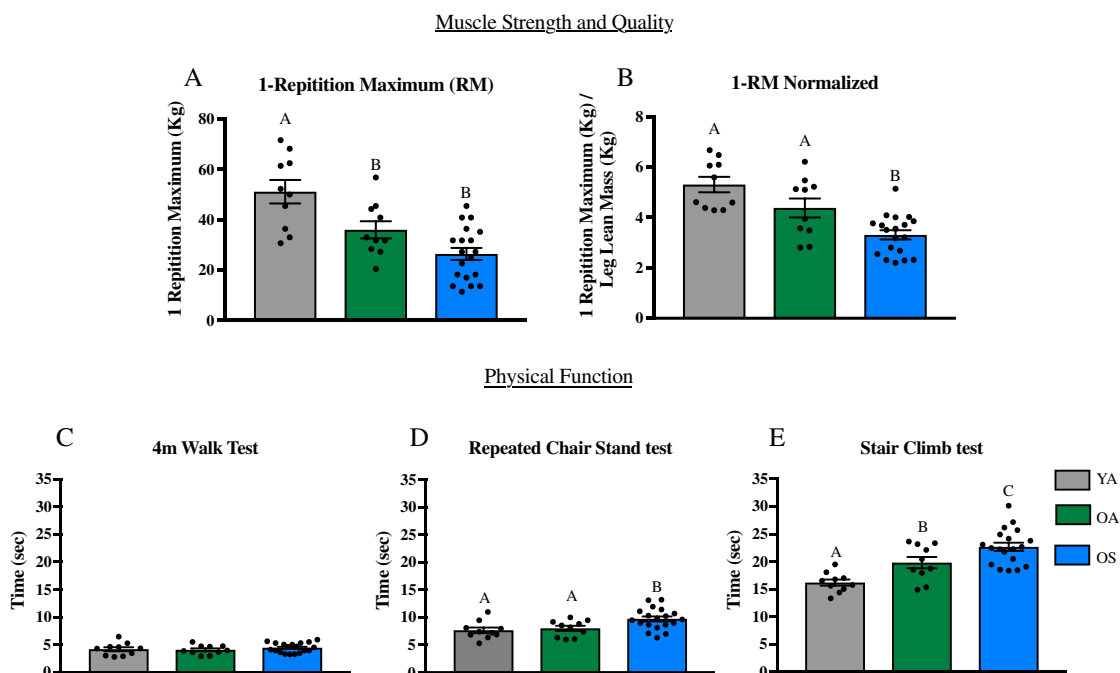 Muscle Strength and Quality
A
1-Repitition Maximum (RM)
1 Repitition Maximum (Kg)
80
60
40
20
0
A
B
B
B
1-RM Normalized
1 Repitition Maximum (Kg) /
Leg Lean Mass (Kg)
8
6
4
2
0
A
A
B
Physical Function
C
4m Walk Test
Time (sec)
35
30
25
20
15
10
5
0
D
Repeated Chair Stand test
Time (sec)
35
30
25
20
15
10
5
0
A
A
B
E
Stair Climb test
Time (sec)
35
30
25
20
15
10
5
0
A
B
C
YA
OA
OS